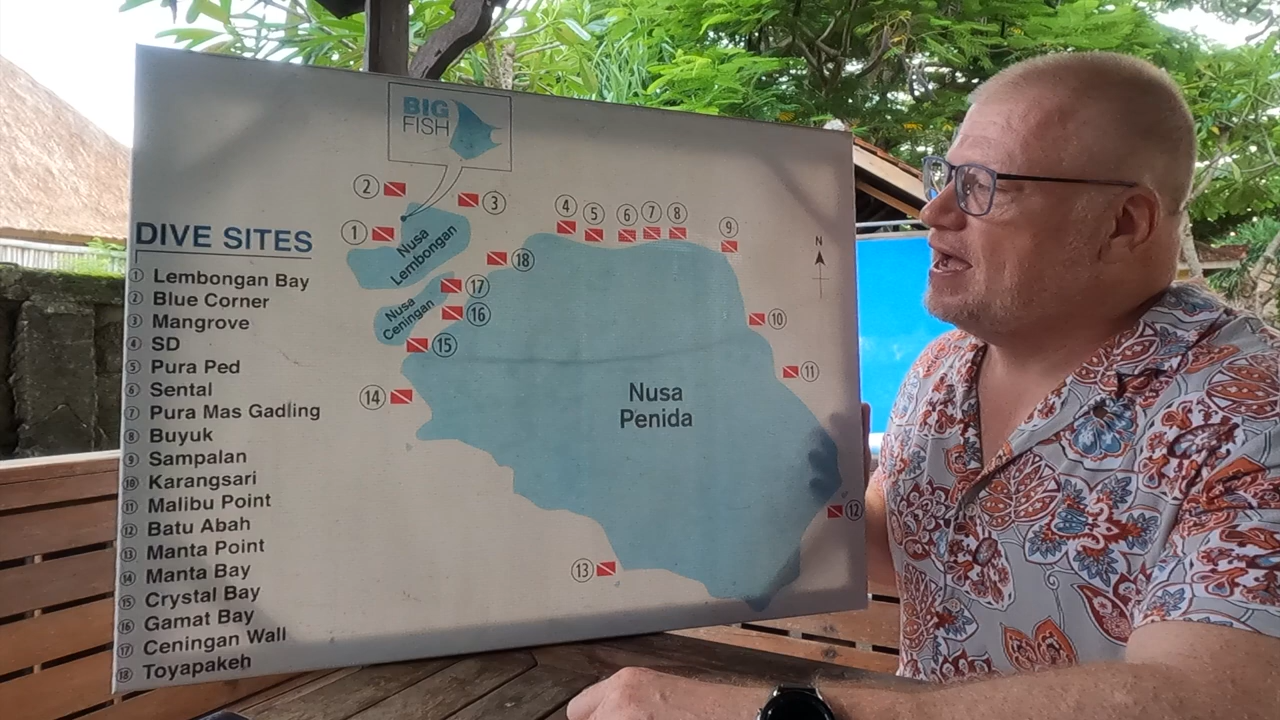 BIG
FISH
② ③
①
④ ⑤ ⑥ ⑦ ⑧ ⑨
N
Nusa
Lembongan
⑱
⑰
Nusa
Ceningan
⑯
⑮
⑩
⑪
⑭
Nusa
Penida
⑫
⑬
DIVE SITES
① Lembongan Bay
② Blue Corner
③ Mangrove
④ SD
⑤ Pura Ped
⑥ Sental
⑦ Pura Mas Gadling
⑧ Buyuk
⑨ Sampalan
⑩ Karangsari
⑪ Malibu Point
⑫ Batu Abah
⑬ Manta Point
⑭ Manta Bay
⑮ Crystal Bay
⑯ Gamat Bay
⑰ Ceningan Wall
⑱ Toyapakeh